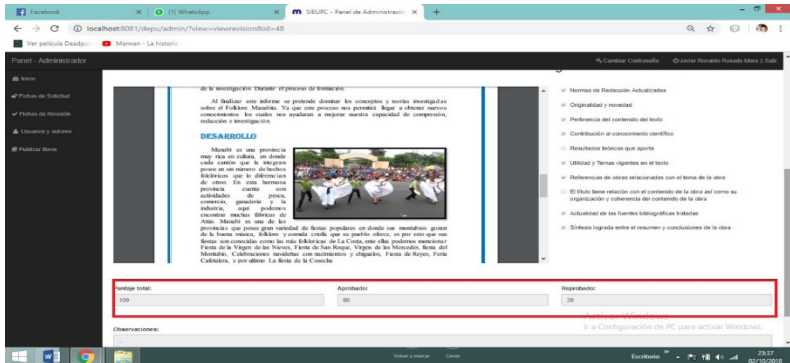 Facebook
(1) WhatsApp
SIEUPC - Panel de Administració
localhost:8081/depu/admin/?view=viewrevision&id=48
Ver película Deadpo
Marwan - La historia
Panel - Administrador
Cambiar Contraseña
Javier Ronaldo Rosado Mero || Salir
Inicio
Fichas de Solicitud
Fichas de Revisión
Usuarios y autores
Publicar libros
de la investigación. Durante el proceso de formación.
Al finalizar este informe se pretende dominar los conceptos y teorías investigadas
sobre el Folklore Manabita. Ya que este proceso nos permitirá llegar a obtener nuevos
conocimientos los cuales nos ayudaran a mejorar nuestra capacidad de compresión,
redacción e investigación.
DESARROLLO
Manabí es una provincia
muy rica en cultura, en donde
cada cantón que la integran
posee un sin número de hechos
folclóricos que lo diferencian
de otros. En esta hermosa
provincia cuenta con
actividades de pesca,
comercio, ganadería y la
industria, aquí podemos
encontrar muchas fábricas de
Atún. Manabí es una de las
provincias que posee gran variedad de fiestas populares en donde sus montubios gozan
de la buena música, folklore y comida criolla que su pueblo ofrece, es por esto que sus
fiestas son conocidas como las más folklóricas de La Costa, ente ellas podemos mencionar:
Fiesta de la Virgen de las Nieves, Fiesta de San Roque, Virgen de las Mercedes, fiesta del
Montubio, Celebraciones navideñas con nacimientos y chigualos, Fiesta de Reyes, Feria
Cafetalera, y por último La fiesta de la Cosecha
Normas de Redacción Actualizados
Originalidad y novedad
Pertinencia del contenido del texto
Contribución al conocimiento científico
Resultados teóricos que aporta
Utilidad y Temas vigentes en el texto
Referencias de obras relacionadas con el tema de la obra
El título tiene relación con el contenido de la obra así como su
organización y coherencia del contenido de la obra
Actualidad de las fuentes bibliográficas tratadas
Síntesis lograda entre el resumen y conclusiones de la obra
Puntaje total:
Aprobado:
Reprobado:
100
80
20
Activar Windows
Ir a Configuración de PC para activar Windows.
Observaciones:
Volver a marcar
Cerrar
Escritorio
23:37
02/10/2018